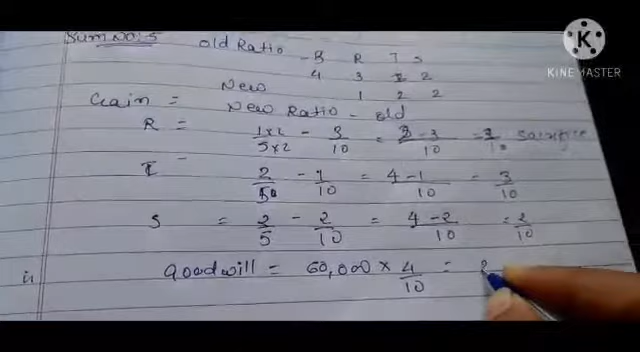 Sum No: 5
Old Ratio - B R T S
4 3 1 2
New 1 2 2
Gain = New Ratio - old
R = 1x2/5x2 - 3/10 = 2-3/10 = /10 sacrifice
T = 2/5 - 1/10 = 4-1/10 = 3/10
S = 2/5 - 2/10 = 4-2/10 = 2/10
ii goodwill = 60,000 x 4/10 =
KINEMASTER